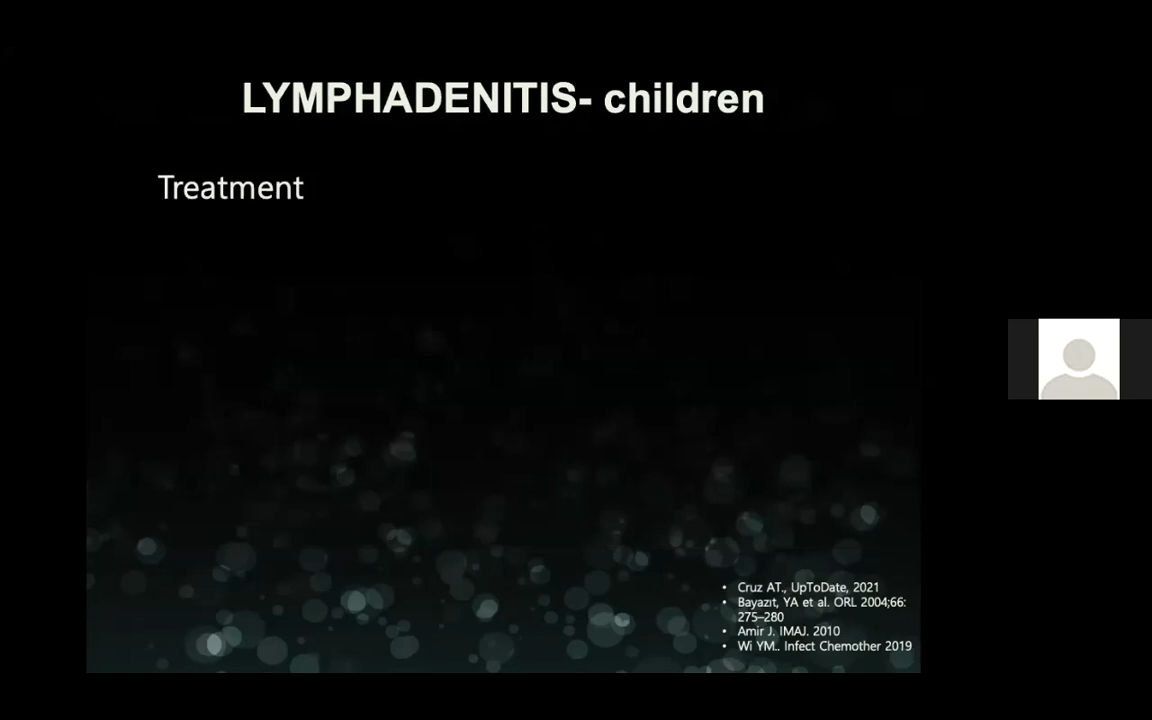 LYMPHADENITIS- children
Treatment
• Cruz AT., UpToDate, 2021
• Bayazıt, YA et al. ORL 2004;66:
275–280
• Amir J. IMAJ. 2010
• Wi YM.. Infect Chemother 2019